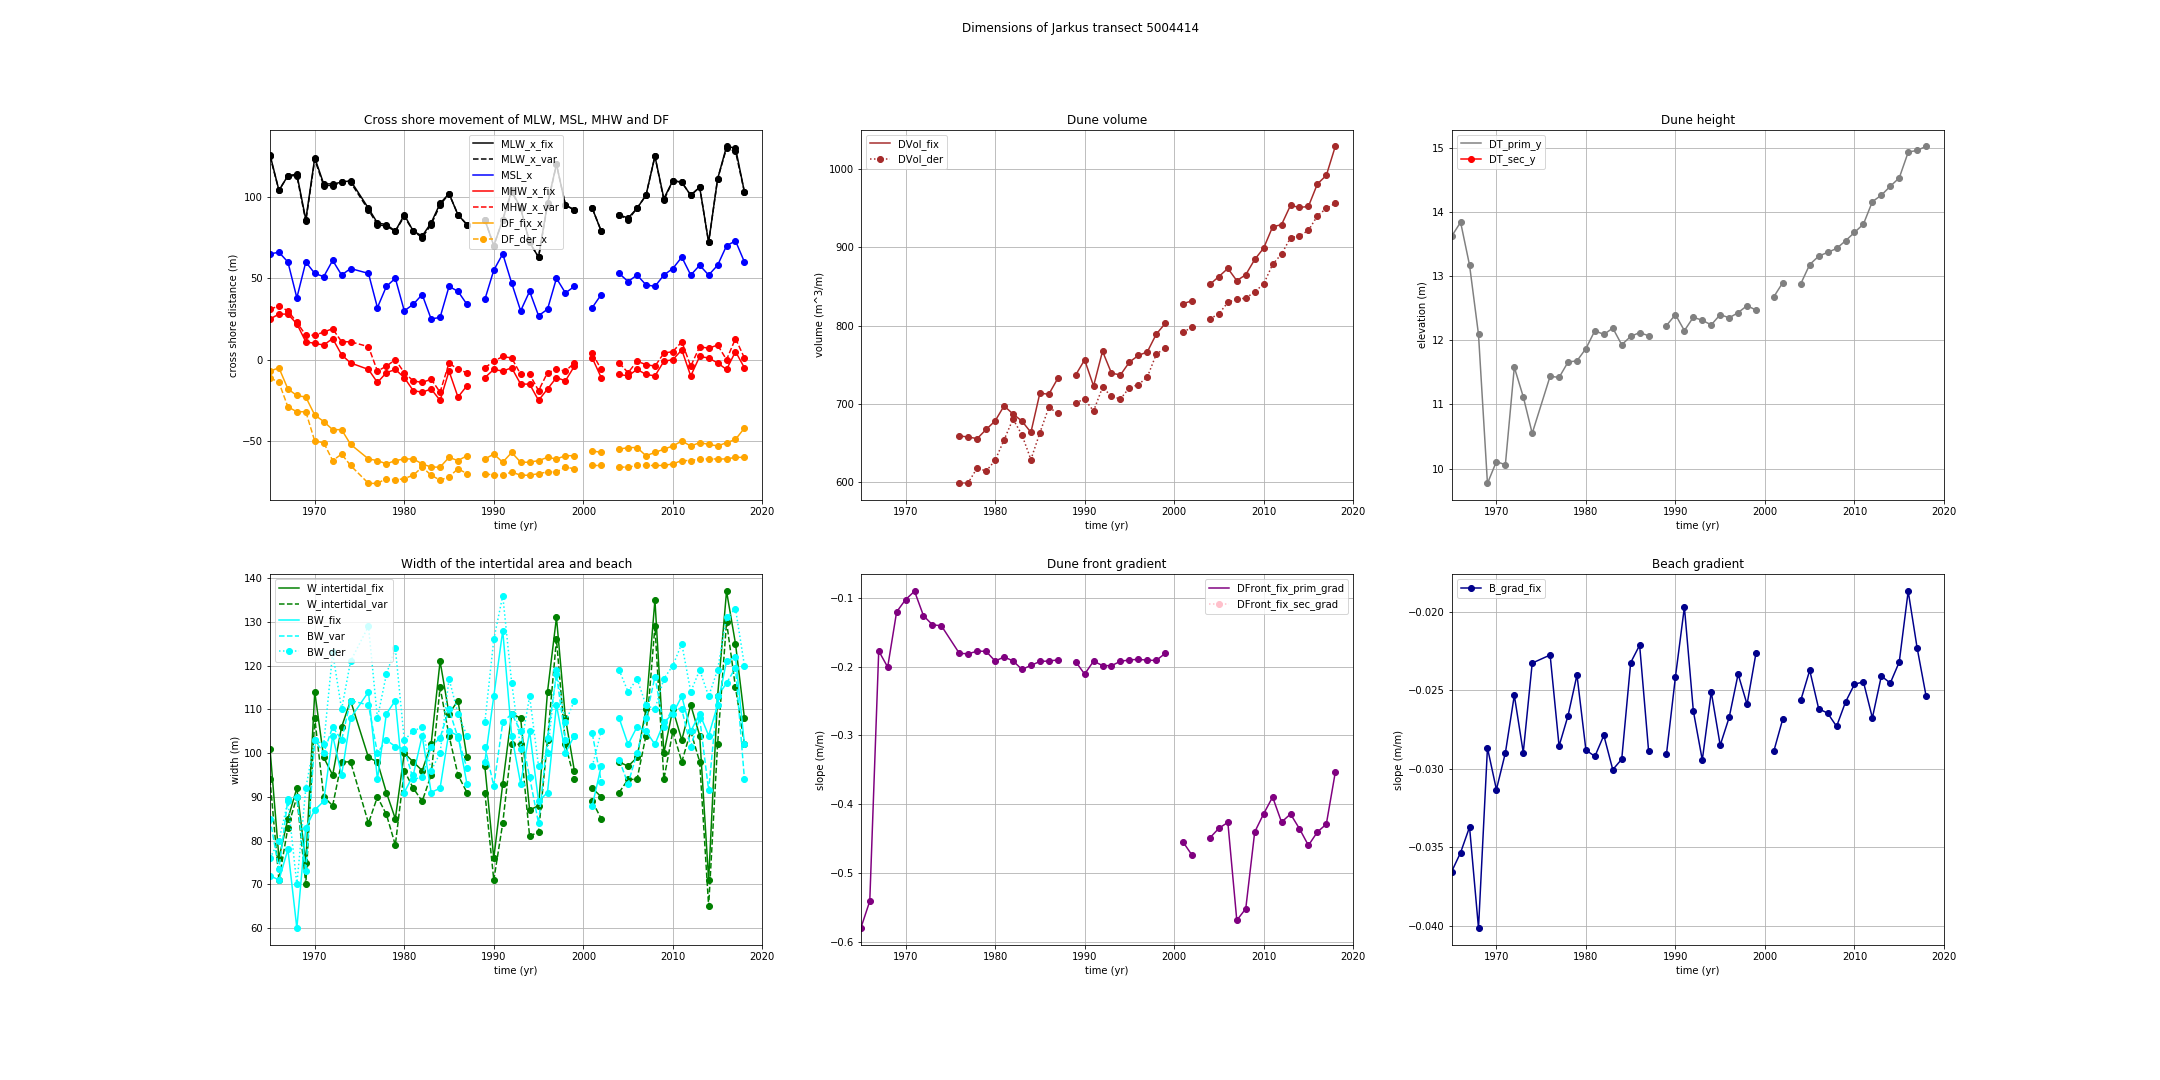 Dimensions of Jarkus transect 5004414
Cross shore movement of MLW, MSL, MHW and DF
cross shore distance (m)
100
50
0
−50
MLW_x_fix
MLW_x_var
MSL_x
MHW_x_fix
MHW_x_var
DF_fix_x
DF_der_x
1970 1980 1990 2000 2010 2020
time (yr)
Dune volume
volume (m^3/m)
1000
900
800
700
600
DVol_fix
DVol_der
1970 1980 1990 2000 2010 2020
time (yr)
Dune height
elevation (m)
15
14
13
12
11
10
DT_prim_y
DT_sec_y
1970 1980 1990 2000 2010 2020
time (yr)
Width of the intertidal area and beach
width (m)
140
130
120
110
100
90
80
70
60
W_intertidal_fix
W_intertidal_var
BW_fix
BW_var
BW_der
1970 1980 1990 2000 2010 2020
time (yr)
Dune front gradient
slope (m/m)
−0.1
−0.2
−0.3
−0.4
−0.5
−0.6
DFront_fix_prim_grad
DFront_fix_sec_grad
1970 1980 1990 2000 2010 2020
time (yr)
Beach gradient
slope (m/m)
−0.020
−0.025
−0.030
−0.035
−0.040
B_grad_fix
1970 1980 1990 2000 2010 2020
time (yr)